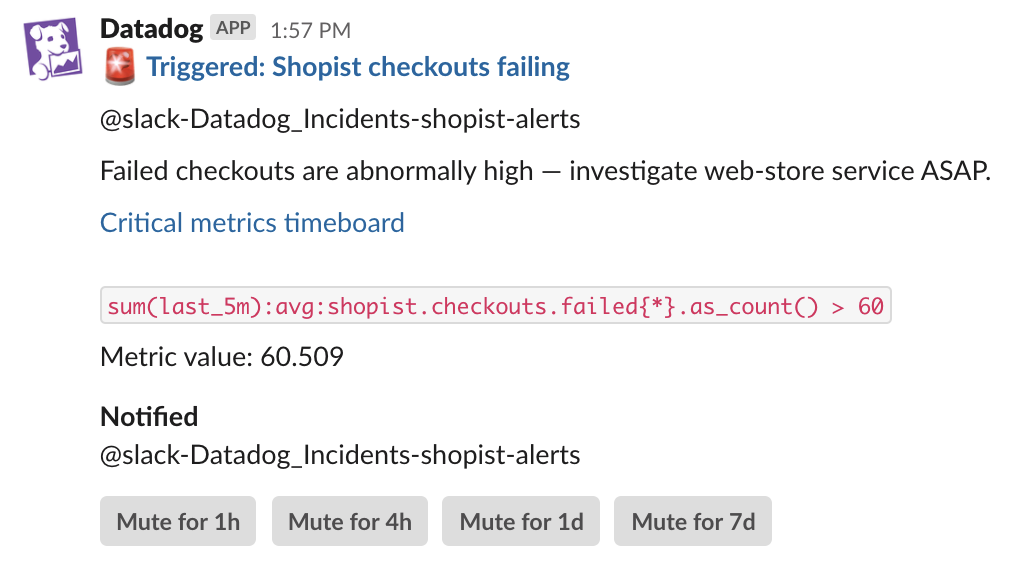 Datadog APP 1:57 PM
Triggered: Shopist checkouts failing
@slack-Datadog_Incidents-shopist-alerts
Failed checkouts are abnormally high — investigate web-store service ASAP.
Critical metrics timeboard
sum(last_5m):avg:shopist.checkouts.failed{*}.as_count() > 60
Metric value: 60.509
Notified
@slack-Datadog_Incidents-shopist-alerts
Mute for 1h Mute for 4h Mute for 1d Mute for 7d